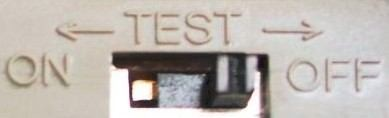 ← TEST →
ON OFF